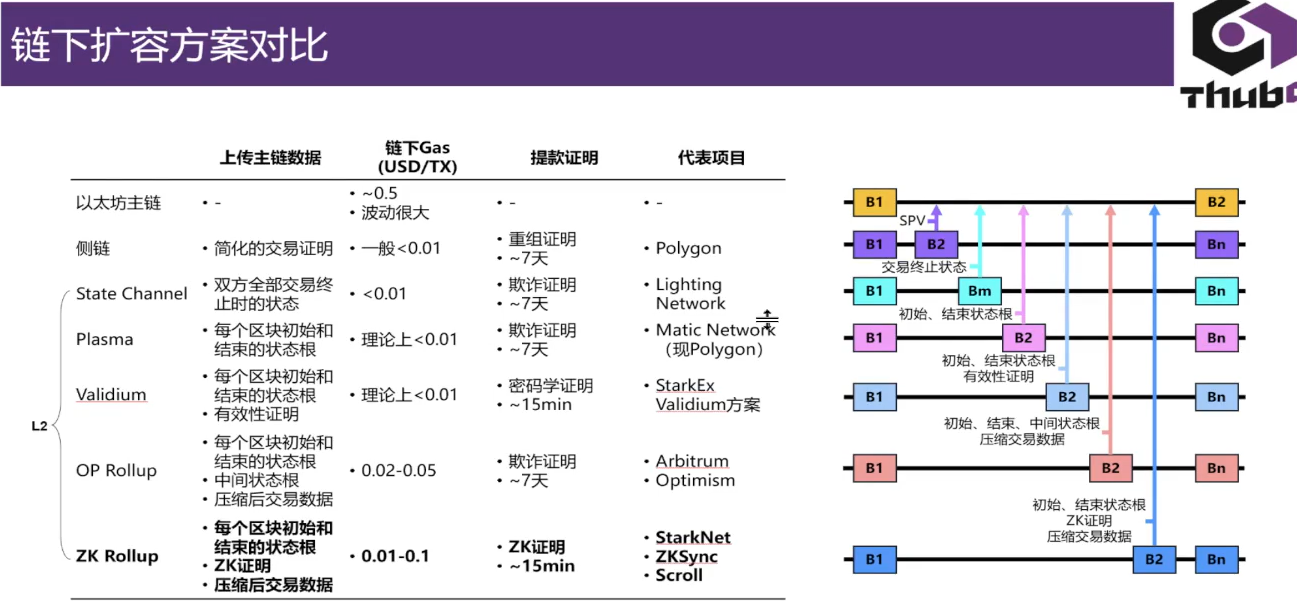 链下扩容方案对比
Thub
上传主链数据 链下Gas (USD/TX) 提款证明 代表项目
以太坊主链 • - • ~0.5 • 波动很大 • - • -
侧链 • 简化的交易证明 • 一般<0.01 • 重组证明 • ~7天 • Polygon
L2
State Channel • 双方全部交易终止时的状态 • <0.01 • 欺诈证明 • ~7天 • Lighting Network
Plasma • 每个区块初始和结束的状态根 • 理论上<0.01 • 欺诈证明 • ~7天 • Matic Network（现Polygon）
Validium • 每个区块初始和结束的状态根 • 有效性证明 • 理论上<0.01 • 密码学证明 • ~15min • StarkEx Validium方案
OP Rollup • 每个区块初始和结束的状态根 • 中间状态根 • 压缩后交易数据 • 0.02-0.05 • 欺诈证明 • ~7天 • Arbitrum • Optimism
ZK Rollup • 每个区块初始和结束的状态根 • ZK证明 • 压缩后交易数据 • 0.01-0.1 • ZK证明 • ~15min • StarkNet • ZKSync • Scroll
B1 B2
SPV
B1 B2 Bn
交易终止状态
B1 Bm Bn
初始、结束状态根
B1 B2 Bn
初始、结束状态根
有效性证明
B1 B2 Bn
初始、结束、中间状态根
压缩交易数据
B1 B2 Bn
初始、结束状态根
ZK证明
压缩交易数据
B1 B2 Bn